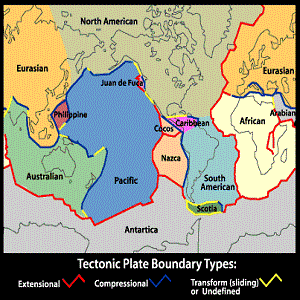 North American
Eurasian
Juan de Fuca
Eurasian
Philippine
Caribbean
Arabian
Cocos
African
Nazca
Australian
Pacific
South
American
Scotia
Antartica
Tectonic Plate Boundary Types:
Extensional
Compressional
Transform (sliding)
or Undefined